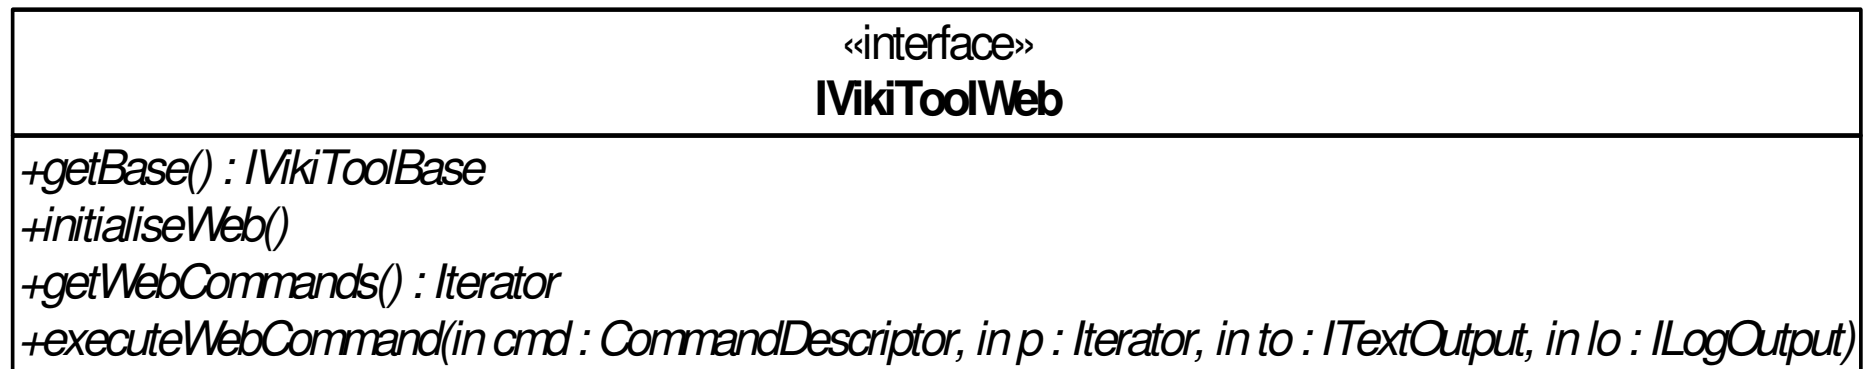 «interface»
IVikiToolWeb
+getBase() : IVikiToolBase
+initialiseWeb()
+getWebCommands() : Iterator
+executeWebCommand(in cmd : CommandDescriptor, in p : Iterator, in to : ITextOutput, in lo : ILogOutput)